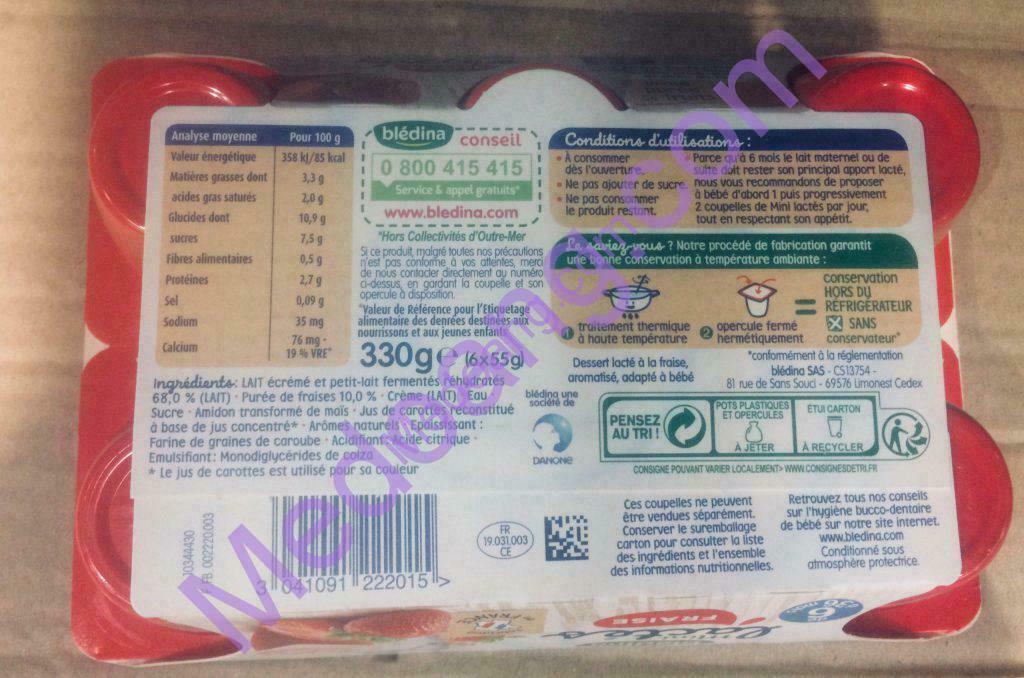 Analyse moyenne Pour 100 g
Valeur énergétique 358 kJ/85 kcal
Matières grasses dont 3,3 g
acides gras saturés 2,0 g
Glucides dont 10,9 g
sucres 7,5 g
Fibres alimentaires 0,5 g
Protéines 2,7 g
Sel 0,09 g
Sodium 35 mg
Calcium 76 mg - 19 % VRE*
blédina conseil
0 800 415 415
Service & appel gratuits*
www.bledina.com
*Hors Collectivités d'Outre-Mer
Si ce produit, malgré toutes nos précautions
n'est pas conforme à vos attentes, merci
de nous contacter directement au numéro
ci-dessus, en gardant la coupelle et son
opercule à disposition.
*Valeur de Référence pour l'Etiquetage
alimentaire des denrées destinées aux
nourrissons et aux jeunes enfants
330g e (6x55g)
Conditions d'utilisations :
• À consommer
dès l'ouverture.
• Ne pas ajouter de sucre.
• Ne pas consommer
le produit restant.
• Parce qu'à 6 mois le lait maternel ou de
suite doit rester son principal apport lacté,
nous vous recommandons de proposer
à bébé d'abord 1 puis progressivement
2 coupelles de Mini lactés par jour,
tout en respectant son appétit.
Le saviez-vous ? Notre procédé de fabrication garantit
une bonne conservation à température ambiante :
1 traitement thermique
à haute température
2 opercule fermé
hermétiquement
=
conservation
HORS DU
RÉFRIGÉRATEUR
SANS
conservateur*
*conformément à la réglementation
Dessert lacté à la fraise,
aromatisé, adapté à bébé
blédina SAS - CS13754 -
81 rue de Sans Souci - 69576 Limonest Cedex
Ingrédients: LAIT écrémé et petit-lait fermentés réhydratés
68,0 % (LAIT) · Purée de fraises 10,0 % · Crème (LAIT) · Eau ·
Sucre · Amidon transformé de maïs · Jus de carottes reconstitué
à base de jus concentré* · Arômes naturels · Epaississant :
Farine de graines de caroube · Acidifiant: Acide citrique ·
Emulsifiant: Monodiglycérides de colza
* Le jus de carottes est utilisé pour sa couleur
blédina une
société de
DANONE
PENSEZ
AU TRI !
POTS PLASTIQUES
ET OPERCULES
À JETER
ÉTUI CARTON
À RECYCLER
CONSIGNE POUVANT VARIER LOCALEMENT> WWW.CONSIGNESDETRI.FR
10344430
FB 002220.003
3 041091 222015 >
FR
19.031.003
CE
Ces coupelles ne peuvent
être vendues séparément.
Conserver le suremballage
carton pour consulter la liste
des ingrédients et l'ensemble
des informations nutritionnelles.
Retrouvez tous nos conseils
sur l'hygiène bucco-dentaire
de bébé sur notre site internet.
www.bledina.com
Conditionné sous
atmosphère protectrice.
FRAISE
lactés
dès
6